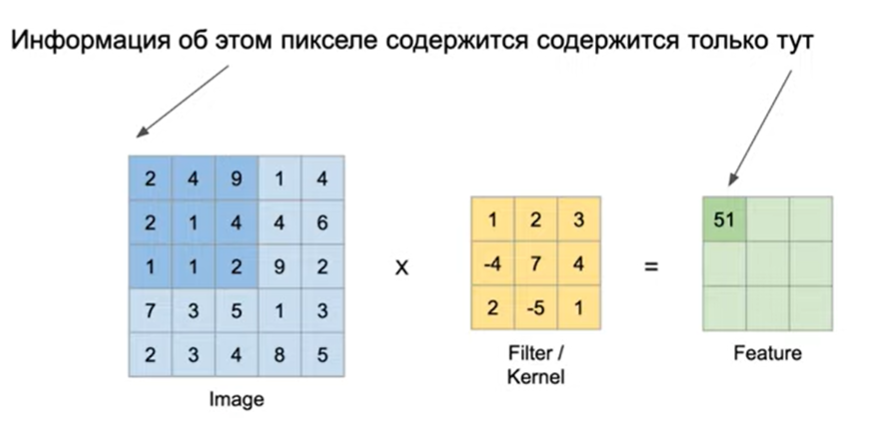 Информация об этом пикселе содержится содержится только тут
2 4 9 1 4
2 1 4 4 6
1 1 2 9 2
7 3 5 1 3
2 3 4 8 5
Image
x
1 2 3
-4 7 4
2 -5 1
Filter /
Kernel
=
51
Feature